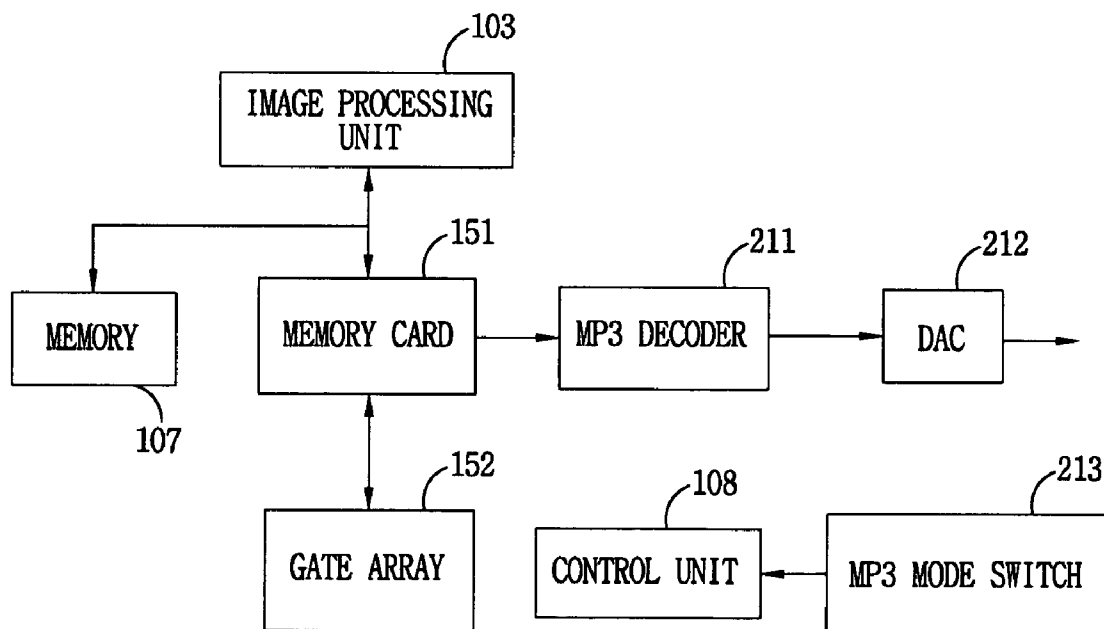 103
IMAGE PROCESSING
UNIT
151
211
212
MEMORY
MEMORY CARD
MP3 DECODER
DAC
107
152
108
213
GATE ARRAY
CONTROL UNIT
MP3 MODE SWITCH